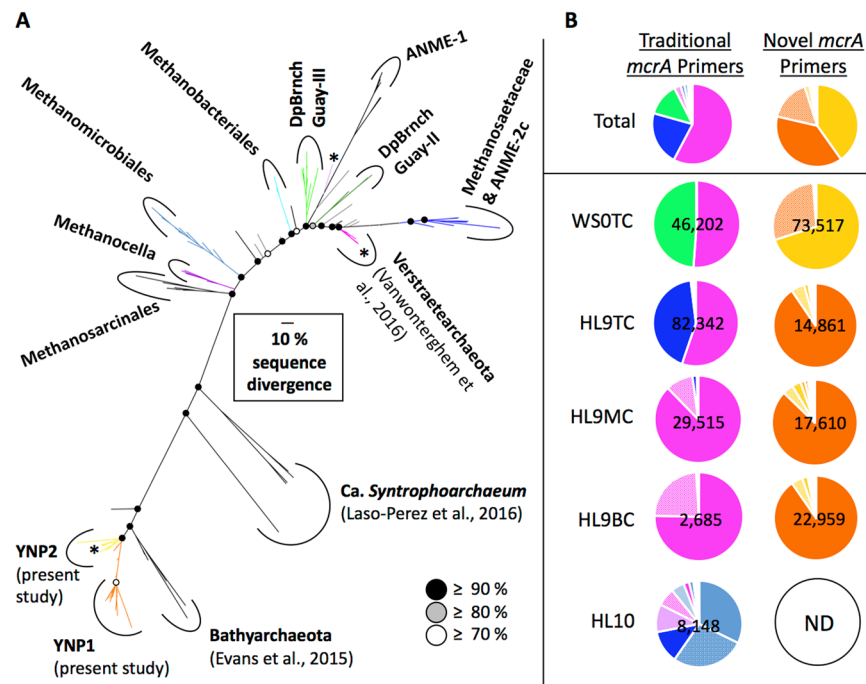 A
Methanomicrobiales
Methanobacteriales
DpBrnch
Guay-III
*
ANME-1
DpBrnch
Guay-II
Methanosaetaceae
& ANME-2c
Methanocella
Methanosarcinales
*
Verstraetearchaeota
(Vanwonterghem et
al., 2016)
10 %
sequence
divergence
Ca. Syntrophoarchaeum
(Laso-Perez et al., 2016)
YNP2
(present
study)
*
YNP1
(present study)
Bathyarchaeota
(Evans et al., 2015)
≥ 90 %
≥ 80 %
≥ 70 %
B
Traditional
mcrA Primers
Novel mcrA
Primers
Total
WS0TC
46,202
73,517
HL9TC
82,342
14,861
HL9MC
29,515
17,610
HL9BC
2,685
22,959
HL10
8,148
ND